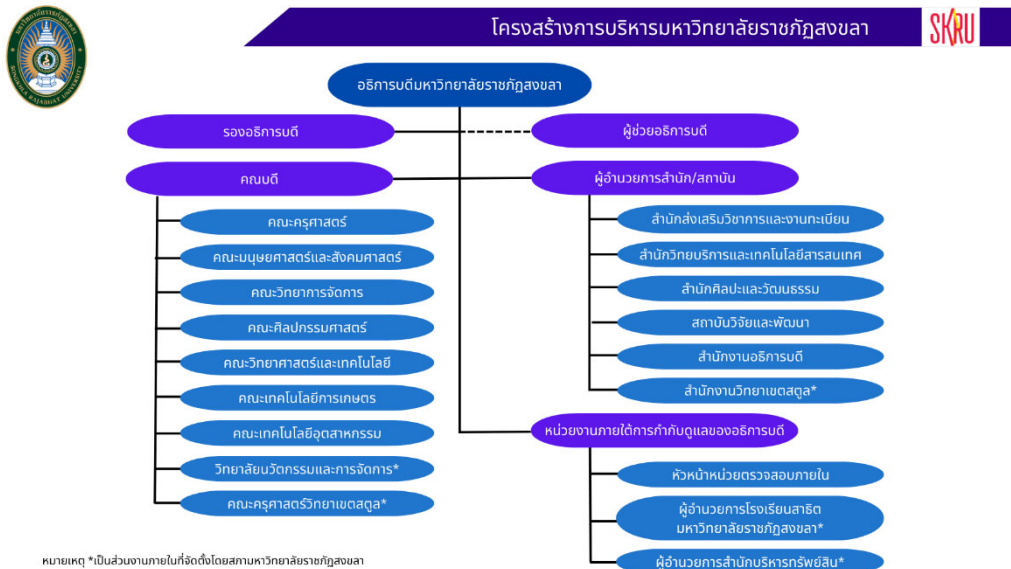 โครงสร้างการบริหารมหาวิทยาลัยราชภัฏสงขลา
SKRU
มหาวิทยาลัยราชภัฏสงขลา
SONGKHLA RAJABHAT UNIVERSITY
อธิการบดีมหาวิทยาลัยราชภัฏสงขลา
รองอธิการบดี
ผู้ช่วยอธิการบดี
คณบดี
ผู้อำนวยการสำนัก/สถาบัน
คณะครุศาสตร์
คณะมนุษยศาสตร์และสังคมศาสตร์
คณะวิทยาการจัดการ
คณะศิลปกรรมศาสตร์
คณะวิทยาศาสตร์และเทคโนโลยี
คณะเทคโนโลยีการเกษตร
คณะเทคโนโลยีอุตสาหกรรม
วิทยาลัยนวัตกรรมและการจัดการ*
คณะครุศาสตร์วิทยาเขตสตูล*
สำนักส่งเสริมวิชาการและงานทะเบียน
สำนักวิทยบริการและเทคโนโลยีสารสนเทศ
สำนักศิลปะและวัฒนธรรม
สถาบันวิจัยและพัฒนา
สำนักงานอธิการบดี
สำนักงานวิทยาเขตสตูล*
หน่วยงานภายใต้การกำกับดูแลของอธิการบดี
หัวหน้าหน่วยตรวจสอบภายใน
ผู้อำนวยการโรงเรียนสาธิต
มหาวิทยาลัยราชภัฏสงขลา*
ผู้อำนวยการสำนักบริหารทรัพย์สิน*
หมายเหตุ *เป็นส่วนงานภายในที่จัดตั้งโดยสภามหาวิทยาลัยราชภัฏสงขลา